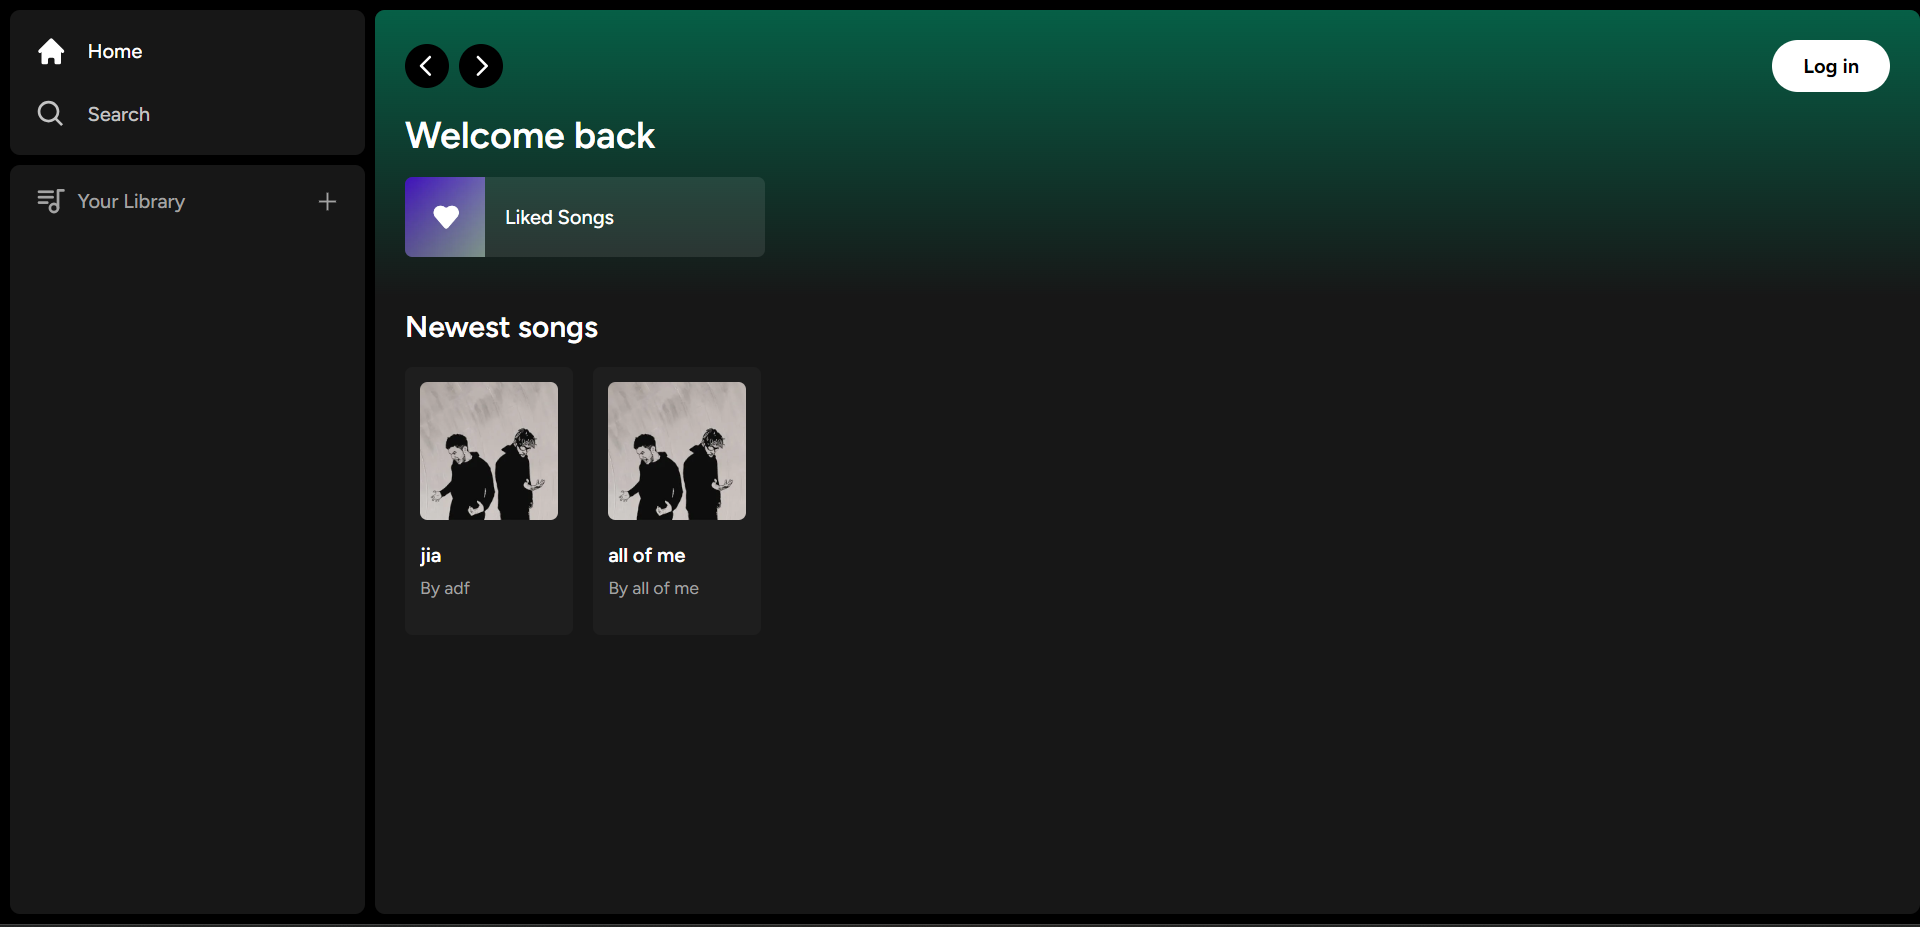 Home
Search
Your Library
Log in
Welcome back
Liked Songs
Newest songs
jia
By adf
all of me
By all of me